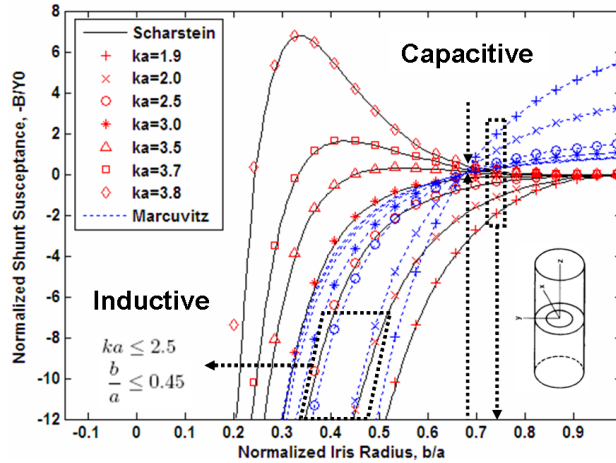 Normalized Shunt Susceptance, -B/Y0
8
6
4
2
0
-2
-4
-6
-8
-10
-12
Scharstein
ka=1.9
ka=2.0
ka=2.5
ka=3.0
ka=3.5
ka=3.7
ka=3.8
Marcuvitz
Capacitive
Inductive
ka ≤ 2.5
b/a ≤ 0.45
z
x
y
-0.1 0 0.1 0.2 0.3 0.4 0.5 0.6 0.7 0.8 0.9
Normalized Iris Radius, b/a